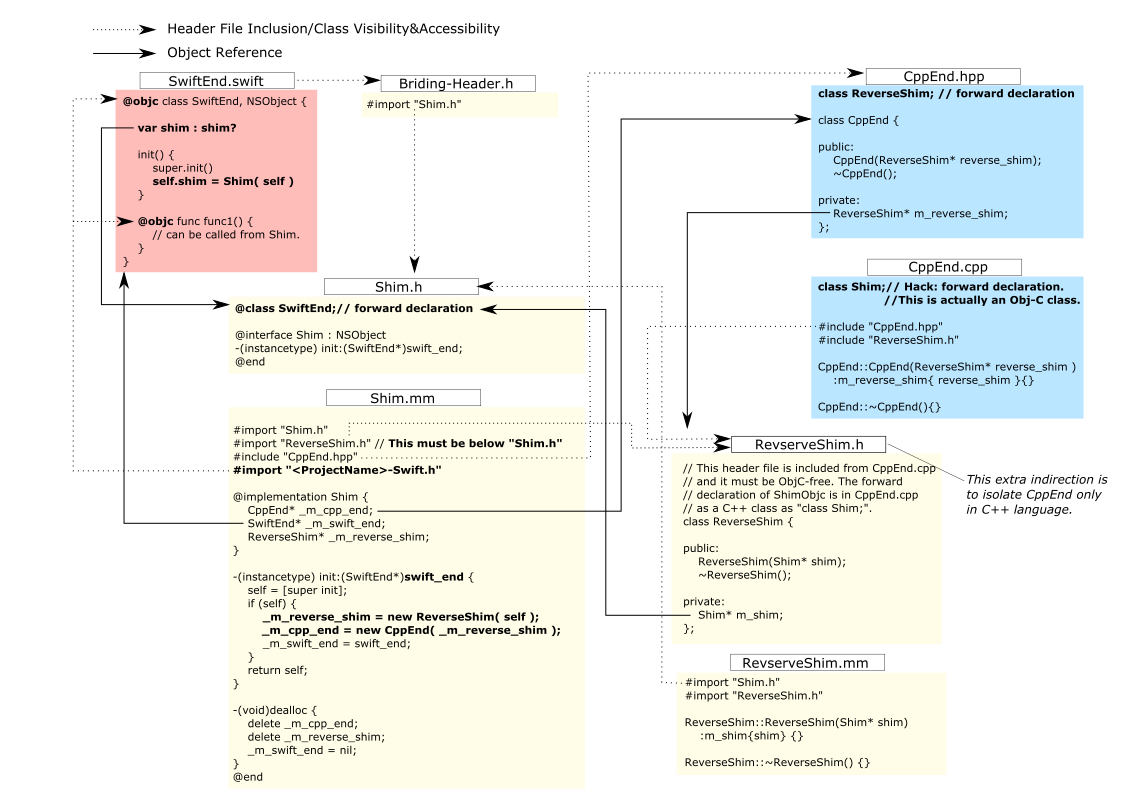 Header File Inclusion/Class Visibility&Accessibility
Object Reference
SwiftEnd.swift
@objc class SwiftEnd, NSObject {
var shim : shim?
init() {
super.init()
self.shim = Shim( self )
}
@objc func func1() {
// can be called from Shim.
}
}
Briding-Header.h
#import "Shim.h"
Shim.h
@class SwiftEnd;// forward declaration
@interface Shim : NSObject
-(instancetype) init:(SwiftEnd*)swift_end;
@end
Shim.mm
#import "Shim.h"
#import "ReverseShim.h" // This must be below "Shim.h"
#include "CppEnd.hpp"
#import "<ProjectName>-Swift.h"
@implementation Shim {
CppEnd* _m_cpp_end;
SwiftEnd* _m_swift_end;
ReverseShim* _m_reverse_shim;
}
-(instancetype) init:(SwiftEnd*)swift_end {
self = [super init];
if (self) {
_m_reverse_shim = new ReverseShim( self );
_m_cpp_end = new CppEnd( _m_reverse_shim );
_m_swift_end = swift_end;
}
return self;
}
-(void)dealloc {
delete _m_cpp_end;
delete _m_reverse_shim;
_m_swift_end = nil;
}
@end
CppEnd.hpp
class ReverseShim; // forward declaration
class CppEnd {
public:
CppEnd(ReverseShim* reverse_shim);
~CppEnd();
private:
ReverseShim* m_reverse_shim;
};
CppEnd.cpp
class Shim;// Hack: forward declaration.
//This is actually an Obj-C class.
#include "CppEnd.hpp"
#include "ReverseShim.h"
CppEnd::CppEnd(ReverseShim* reverse_shim )
:m_reverse_shim{ reverse_shim }{}
CppEnd::~CppEnd(){}
RevserveShim.h
// This header file is included from CppEnd.cpp
// and it must be ObjC-free. The forward
// declaration of ShimObjc is in CppEnd.cpp
// as a C++ class as "class Shim;".
class ReverseShim {
public:
ReverseShim(Shim* shim);
~ReverseShim();
private:
Shim* m_shim;
};
This extra indirection is
to isolate CppEnd only
in C++ language.
RevserveShim.mm
#import "Shim.h"
#import "ReverseShim.h"
ReverseShim::ReverseShim(Shim* shim)
:m_shim{shim} {}
ReverseShim::~ReverseShim() {}